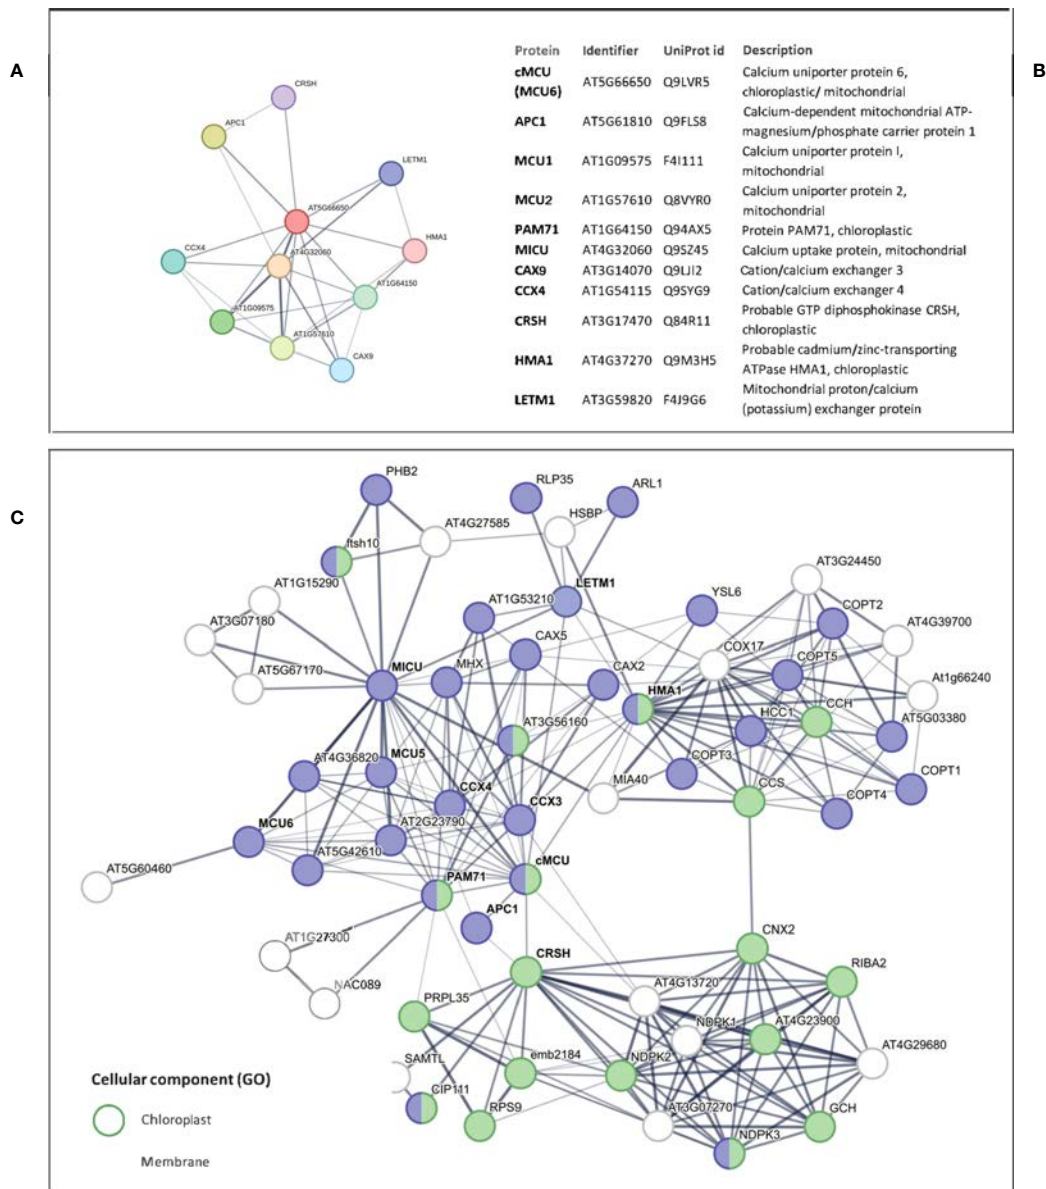 A
B
CRSH
APC1
LETM1
AT5G66650
HMA1
AT4G32060
CCX4
AT1G64150
AT1G09575
AT1G57610
CAX9
Protein Identifier UniProt id Description
cMCU (MCU6) AT5G66650 Q9LVR5 Calcium uniporter protein 6, chloroplastic/ mitochondrial
APC1 AT5G61810 Q9FLS8 Calcium-dependent mitochondrial ATP-magnesium/phosphate carrier protein 1
MCU1 AT1G09575 F4I111 Calcium uniporter protein I, mitochondrial
MCU2 AT1G57610 Q8VYR0 Calcium uniporter protein 2, mitochondrial
PAM71 AT1G64150 Q94AX5 Protein PAM71, chloroplastic
MICU AT4G32060 Q9SZ45 Calcium uptake protein, mitochondrial
CAX9 AT3G14070 Q9LJI2 Cation/calcium exchanger 3
CCX4 AT1G54115 Q9SYG9 Cation/calcium exchanger 4
CRSH AT3G17470 Q84R11 Probable GTP diphosphokinase CRSH, chloroplastic
HMA1 AT4G37270 Q9M3H5 Probable cadmium/zinc-transporting ATPase HMA1, chloroplastic
LETM1 AT3G59820 F4J9G6 Mitochondrial proton/calcium (potassium) exchanger protein
C
PHB2
RLP35
ARL1
AT4G27585
HSBP
ftsh10
AT3G24450
AT1G15290
LETM1
YSL6
AT1G53210
COPT2
AT3G07180
AT4G39700
CAX5
COX17
COPT5
AT5G67170
MICU
MHX
CAX2
At1g66240
HMA1
CCH
HCC1
AT3G56160
AT5G03380
AT4G36820
MCU5
COPT3
MIA40
COPT1
CCX4
CCS
COPT4
CCX3
MCU6
AT2G23790
AT5G42610
cMCU
AT5G60460
PAM71
APC1
AT1G27300
CNX2
CRSH
RIBA2
NAC089
AT4G13720
PRPL35
NDPK1
AT4G23900
AT4G29680
SAMTL
emb2184
NDPK2
CIP111
RPS9
AT3G07270
GCH
NDPK3
Cellular component (GO)
Chloroplast
Membrane